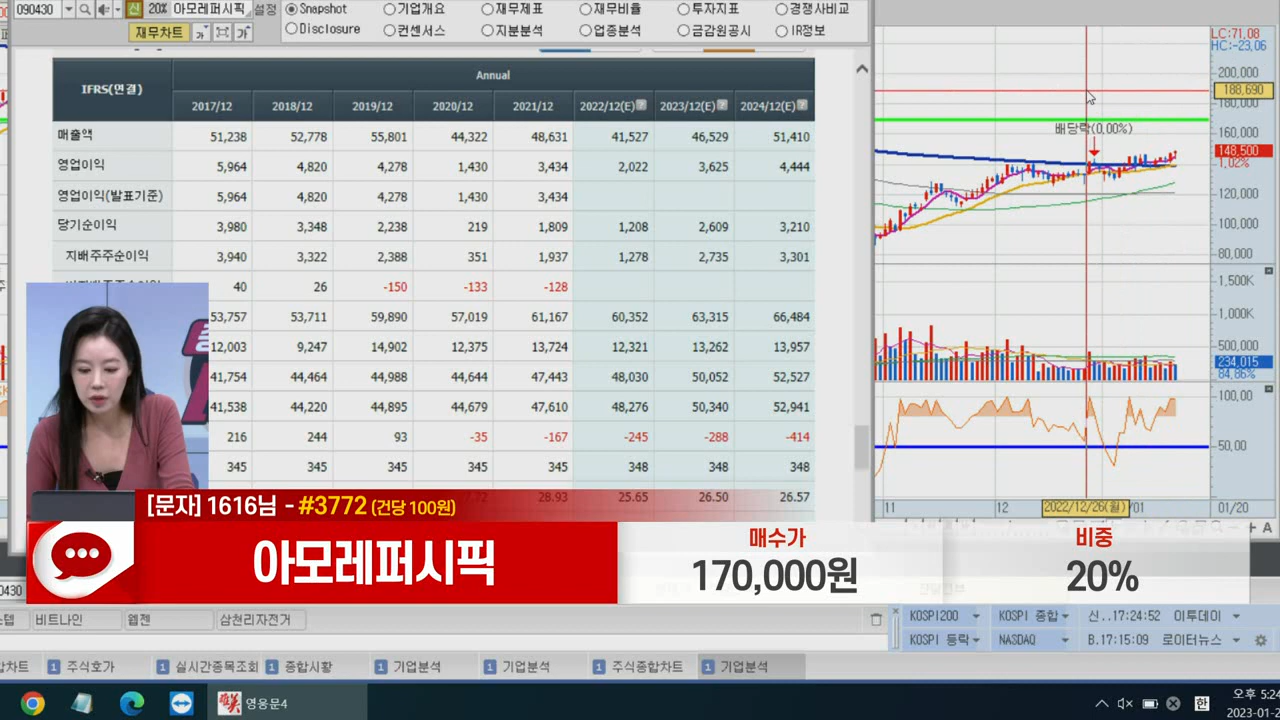 090430 신 20% 아모레퍼시픽 설정
Snapshot 기업개요 재무제표 재무비율 투자지표 경쟁사비교
재무차트 Disclosure 컨센서스 지분분석 업종분석 금감원공시 IR정보
IFRS(연결) Annual
2017/12 2018/12 2019/12 2020/12 2021/12 2022/12(E) 2023/12(E) 2024/12(E)
매출액 51,238 52,778 55,801 44,322 48,631 41,527 46,529 51,410
영업이익 5,964 4,820 4,278 1,430 3,434 2,022 3,625 4,444
영업이익(발표기준) 5,964 4,820 4,278 1,430 3,434
당기순이익 3,980 3,348 2,238 219 1,809 1,208 2,609 3,210
지배주주순이익 3,940 3,322 2,388 351 1,937 1,278 2,735 3,301
40 26 -150 -133 -128
53,757 53,711 59,890 57,019 61,167 60,352 63,315 66,484
12,003 9,247 14,902 12,375 13,724 12,321 13,262 13,957
41,754 44,464 44,988 44,644 47,443 48,030 50,052 52,527
41,538 44,220 44,895 44,679 47,610 48,276 50,340 52,941
216 244 93 -35 -167 -245 -288 -414
345 345 345 345 345 348 348 348
28.93 25.65 26.50 26.57
LC:71,08
HC:-23,06
200,000
188,690
180,000
160,000
148,500
1,02%
120,000
100,000
80,000
배당락(0,00%)
1,500K
1,000K
500,000
234,015
84,86%
100,00
50,00
11 12 2022/12/26(월) /01 01/20
[문자] 1616님 - #3772 (건당 100원)
아모레퍼시픽
매수가
170,000원
비중
20%
비트나인 웹젠 삼천리자전거
KOSPI200 KOSPI 종합 신..17:24:52 이투데이
KOSPI 등락 NASDAQ B.17:15:09 로이터뉴스
1 주식호가 1 실시간종목조회 1 종합시황 1 기업분석 1 기업분석 1 주식종합차트 1 기업분석
영웅문4
한
오후 5:24
2023-01-2